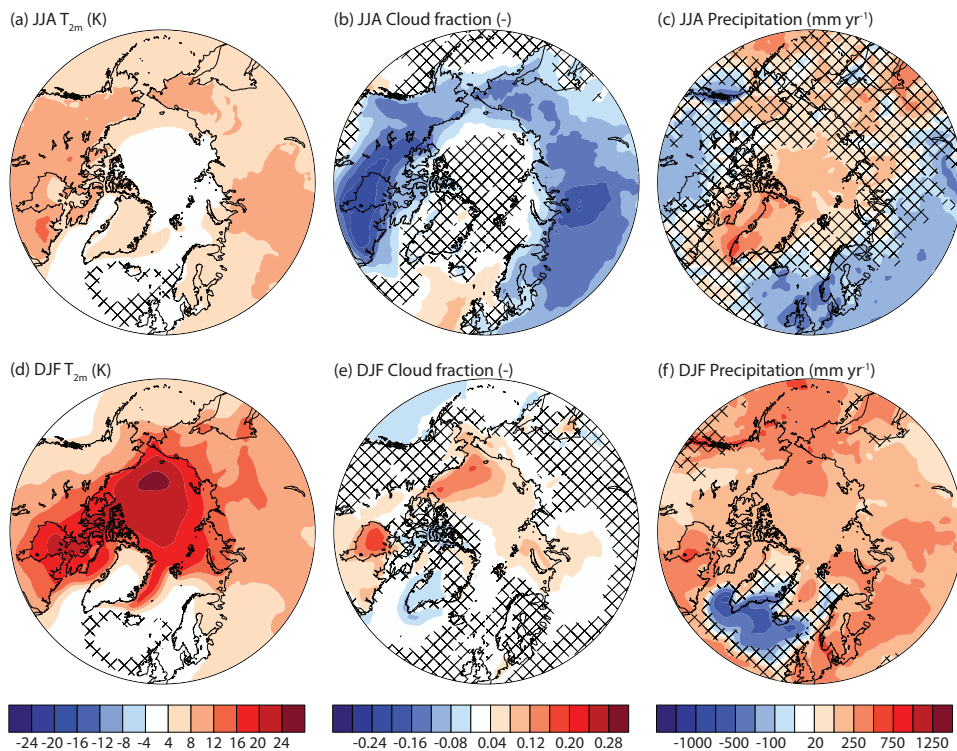 (a) JJA T2m (K)
(b) JJA Cloud fraction (-)
(c) JJA Precipitation (mm yr-1)
(d) DJF T2m (K)
(e) DJF Cloud fraction (-)
(f) DJF Precipitation (mm yr-1)
-24 -20 -16 -12 -8 -4 4 8 12 16 20 24
-0.24 -0.16 -0.08 0.04 0.12 0.20 0.28
-1000 -500 -100 20 250 750 1250